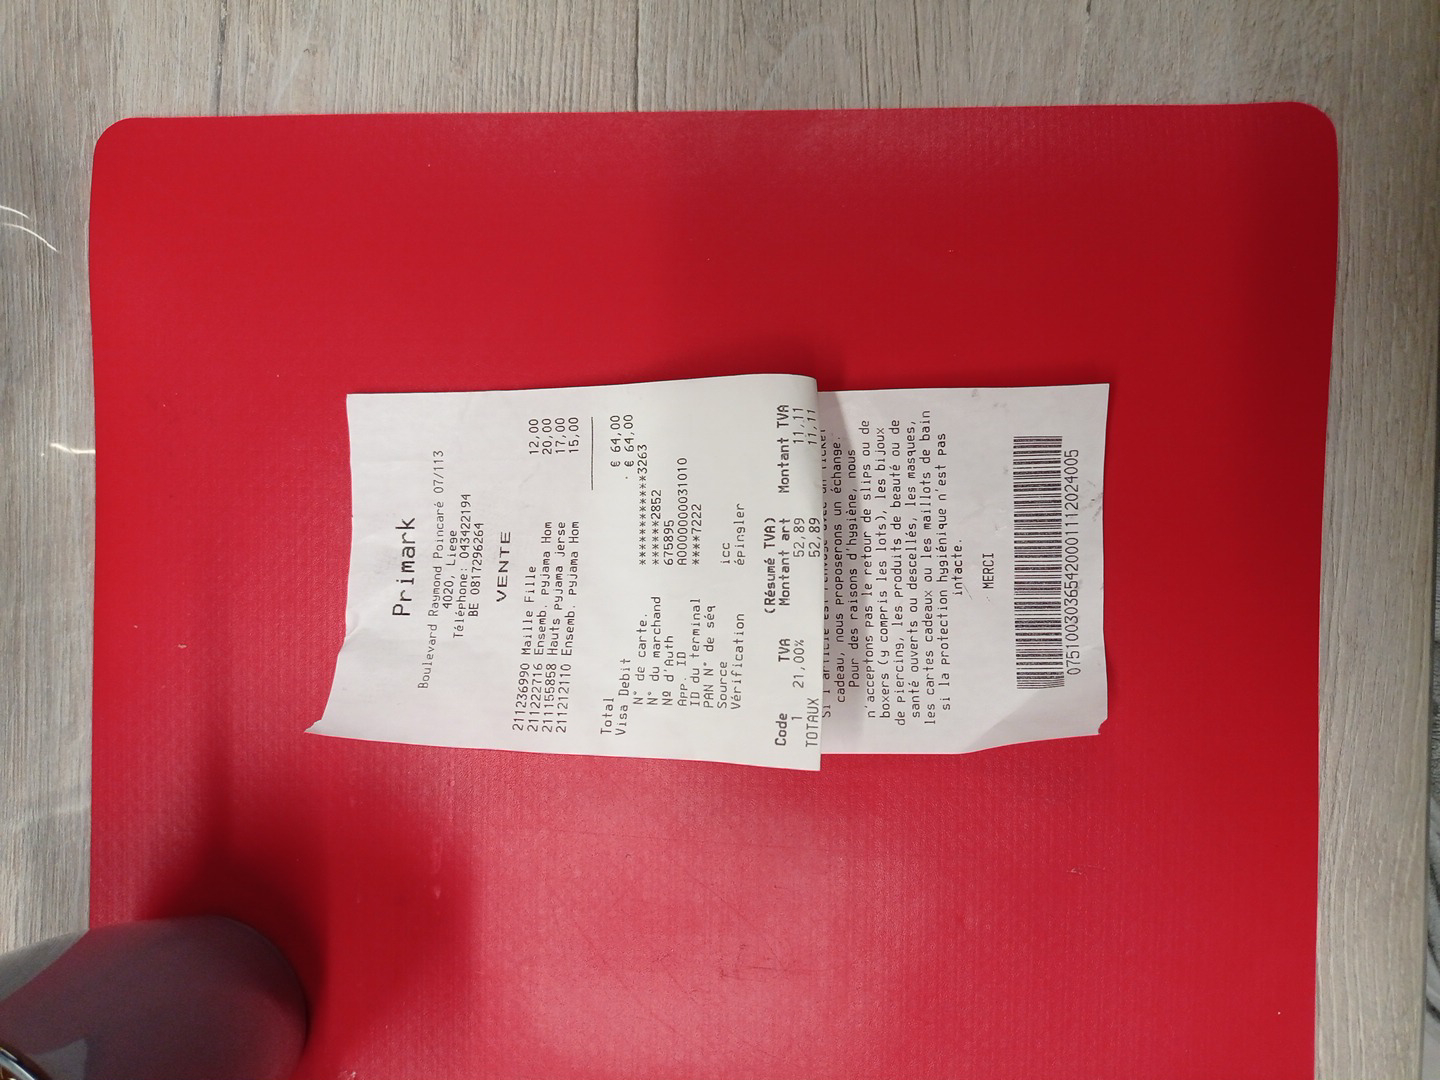 Primark
Boulevard Raymond Poincaré 07/113
4020, Liege
Téléphone: 043422194
BE 0817296264
VENTE
211236990 Maille Fille 12,00
211222716 Ensemb. Pyjama Hom 20,00
211155858 Hauts Pyjama Jerse 17,00
211212110 Ensemb. Pyjama Hom 15,00
Total € 64,00
Visa Debit € 64,00
N° de carte. ************3263
N° du marchand ******2852
Nº d'Auth 675895
App. ID A0000000031010
ID du terminal ****7222
PAN N° de séq
Source icc
Vérification épingler
(Résumé TVA)
Code TVA Montant art Montant TVA
1 21,00% 52,89 11,11
TOTAUX 52,89 11,11
Si l'article est
cadeau, nous proposerons un échange.
Pour des raisons d'hygiène, nous
n'acceptons pas le retour de slips ou de
boxers (y compris les lots), les bijoux
de piercing, les produits de beauté ou de
santé ouverts ou descellés, les masques,
les cartes cadeaux ou les maillots de bain
si la protection hygiénique n'est pas
intacte.
MERCI
07510030365420001112024005